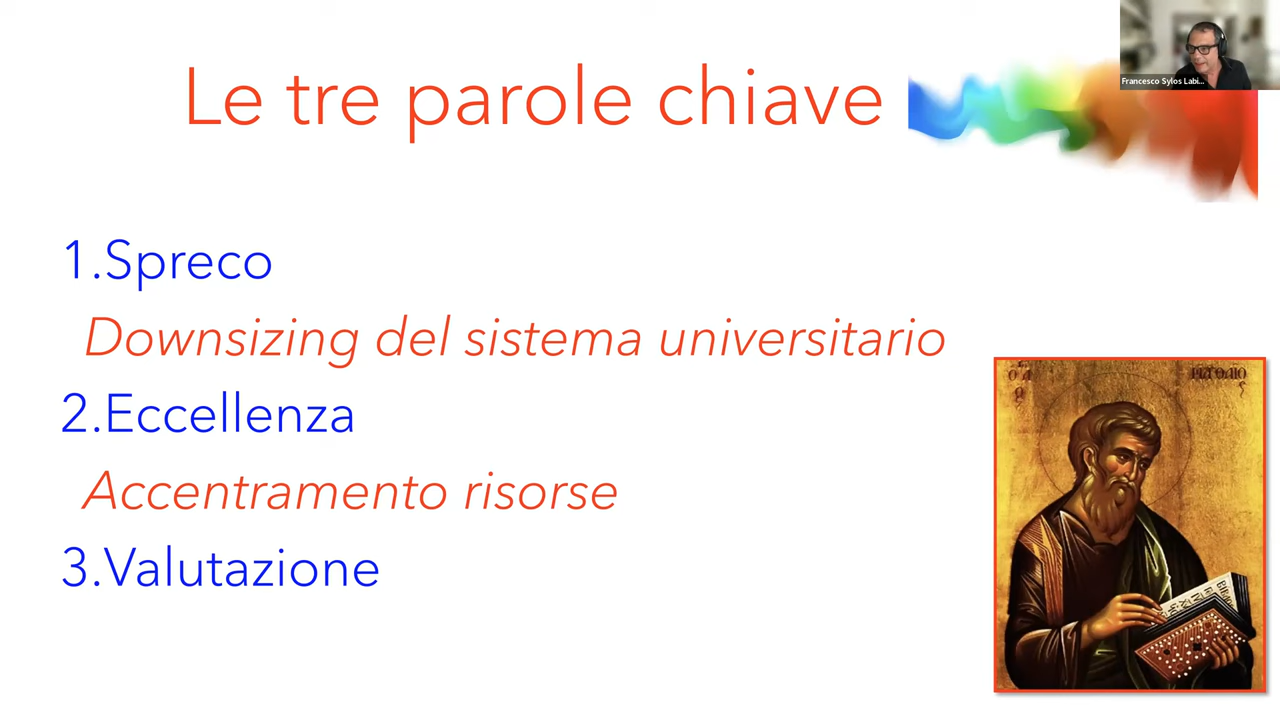 Le tre parole chiave
Francesco Sylos Labi...
1.Spreco
Downsizing del sistema universitario
2.Eccellenza
Accentramento risorse
3.Valutazione